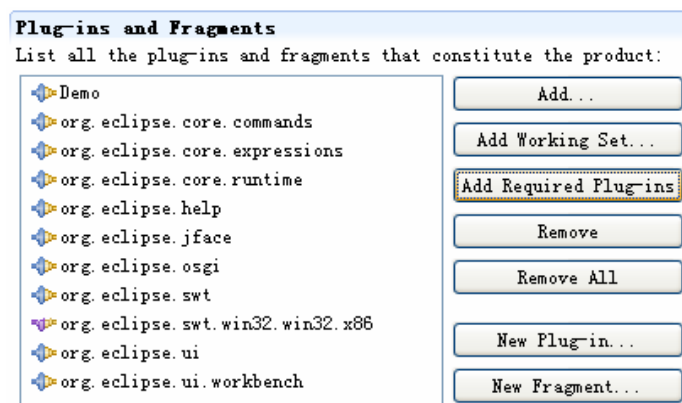 Plug-ins and Fragments
List all the plug-ins and fragments that constitute the product:
Demo
org.eclipse.core.commands
org.eclipse.core.expressions
org.eclipse.core.runtime
org.eclipse.help
org.eclipse.jface
org.eclipse.osgi
org.eclipse.swt
org.eclipse.swt.win32.win32.x86
org.eclipse.ui
org.eclipse.ui.workbench
Add...
Add Working Set...
Add Required Plug-ins
Remove
Remove All
New Plug-in...
New Fragment...